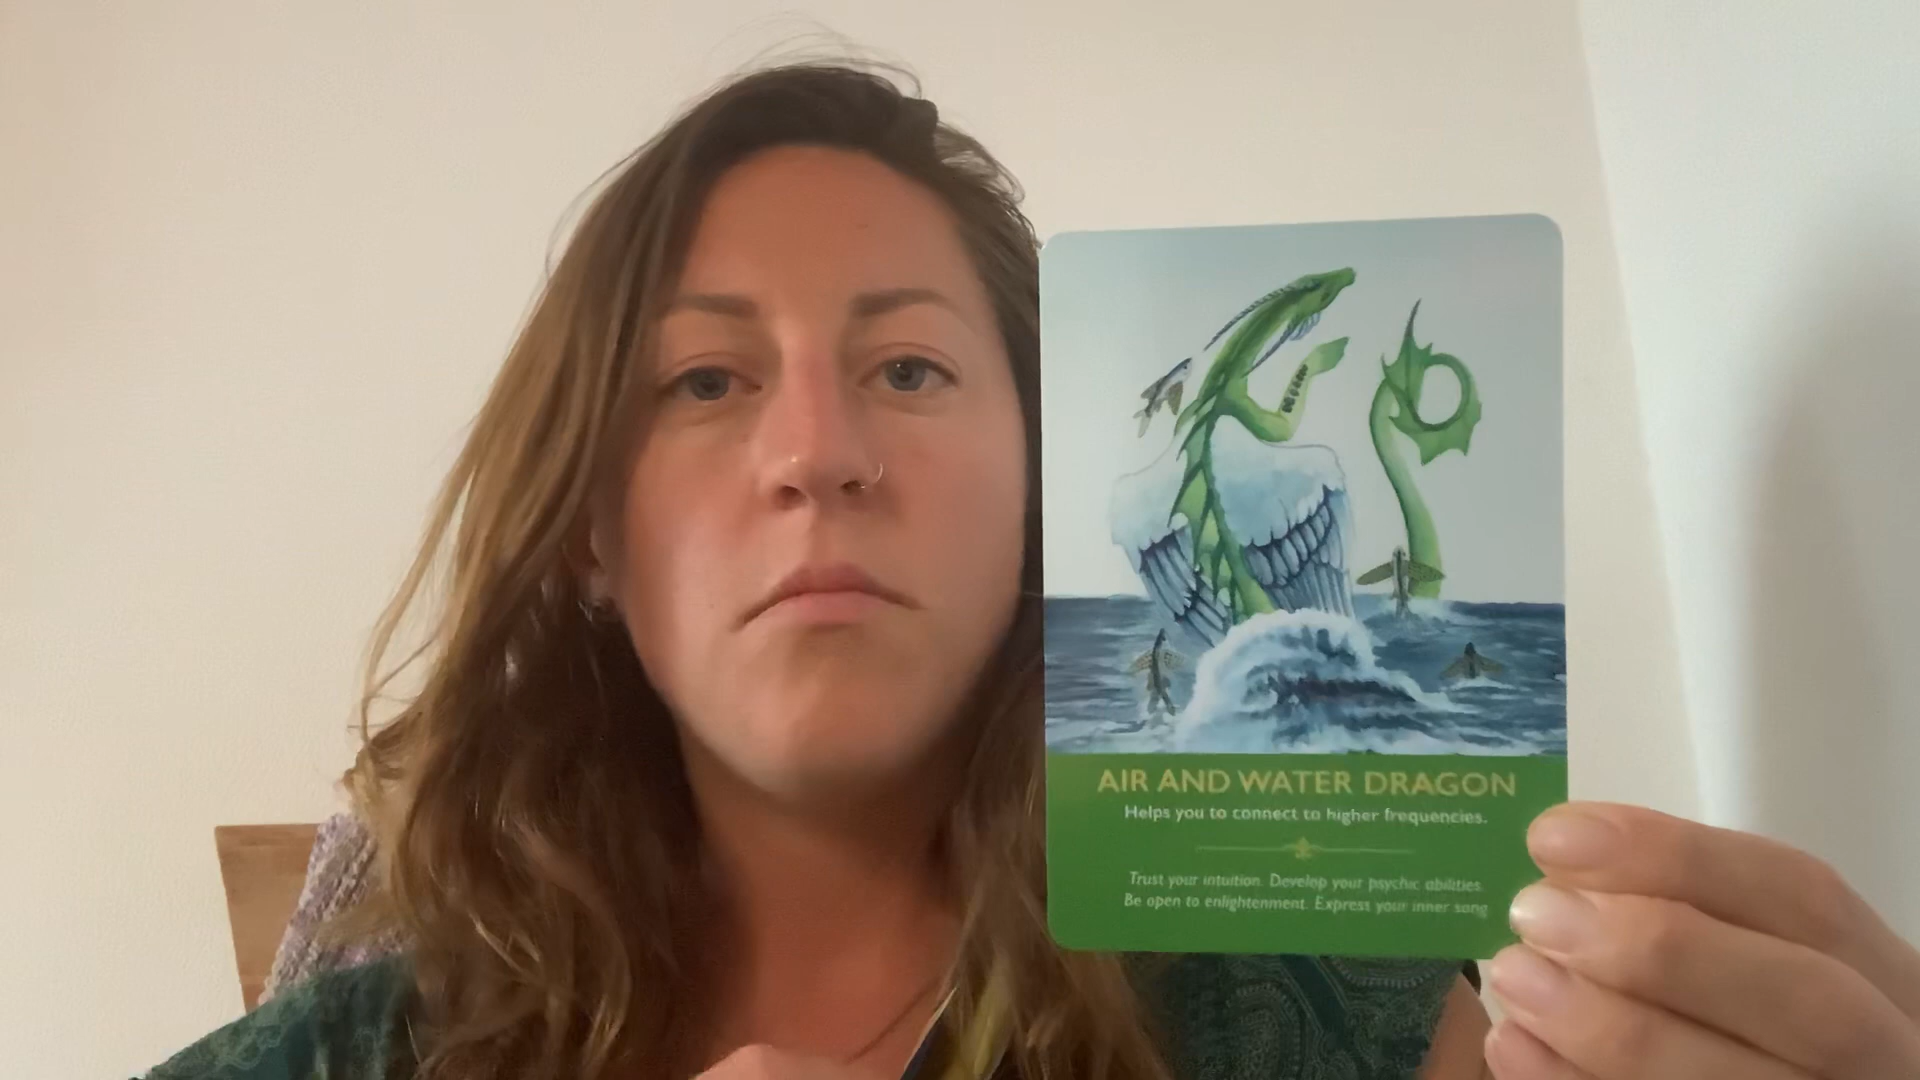 AIR AND WATER DRAGON
Helps you to connect to higher frequencies.
Trust your intuition. Develop your psychic abilities.
Be open to enlightenment. Express your inner song